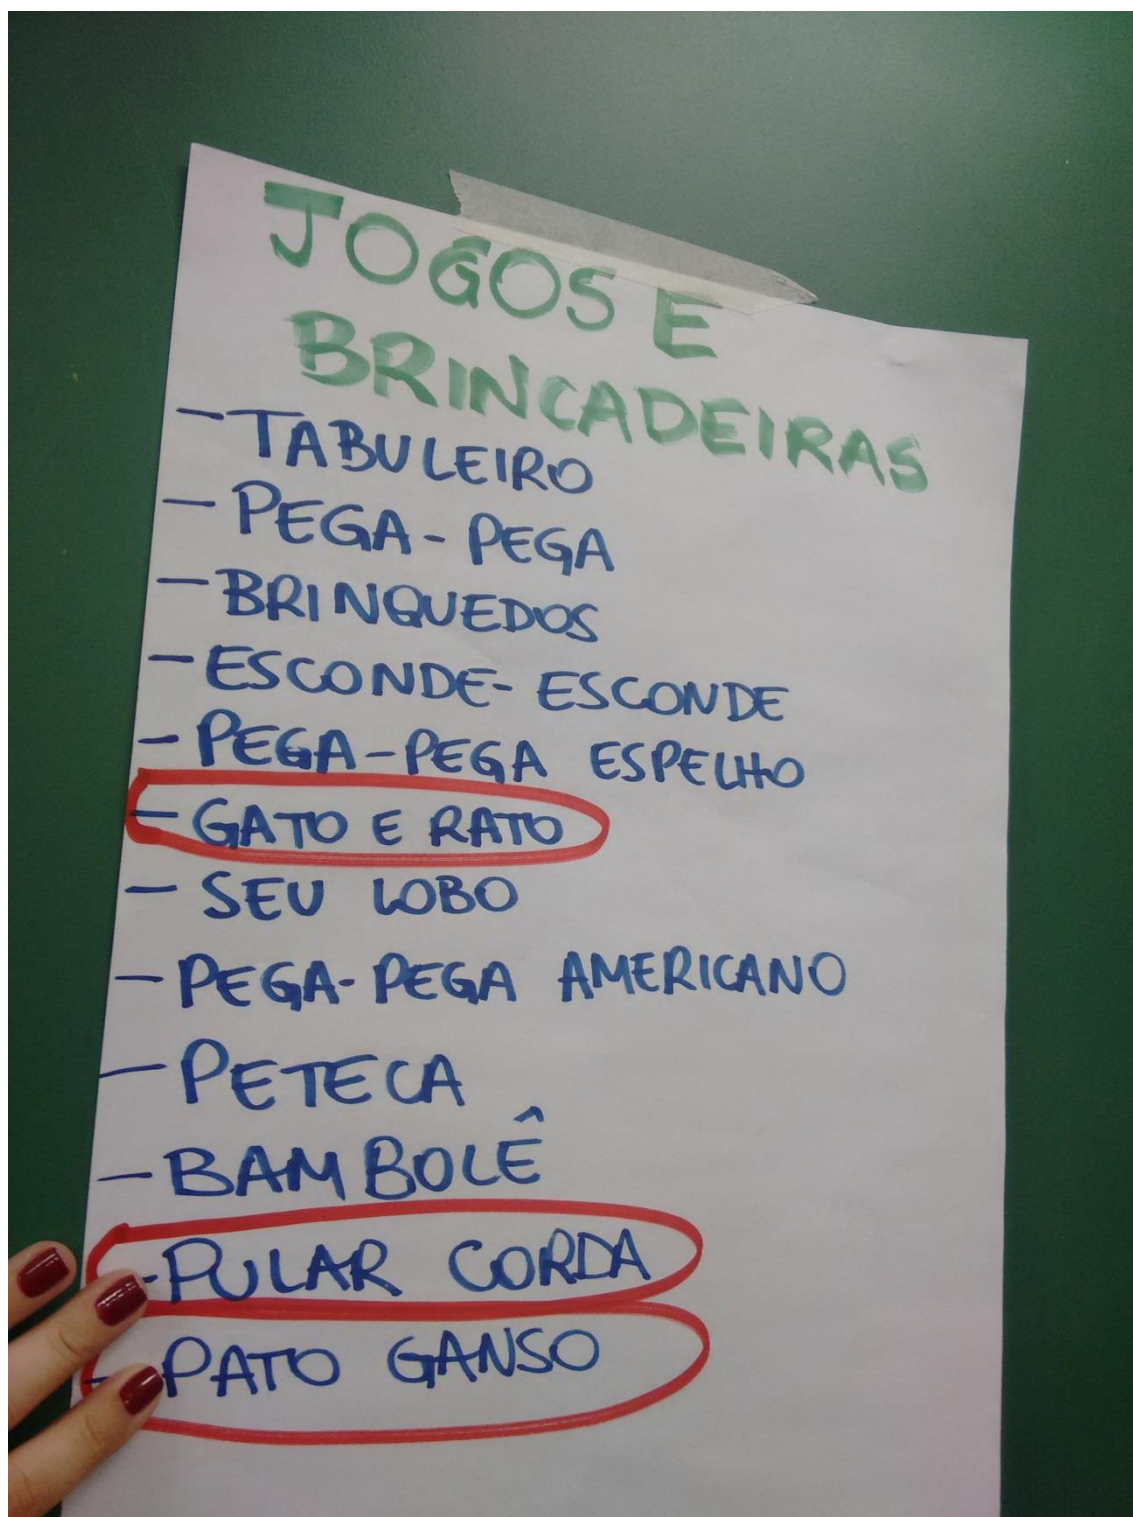 JOGOS E
BRINCADEIRAS
- TABULEIRO
- PEGA-PEGA
- BRINQUEDOS
- ESCONDE-ESCONDE
- PEGA-PEGA ESPELHO
- GATO E RATO
- SEU LOBO
- PEGA-PEGA AMERICANO
- PETECA
- BAMBOLÊ
- PULAR CORDA
- PATO GANSO